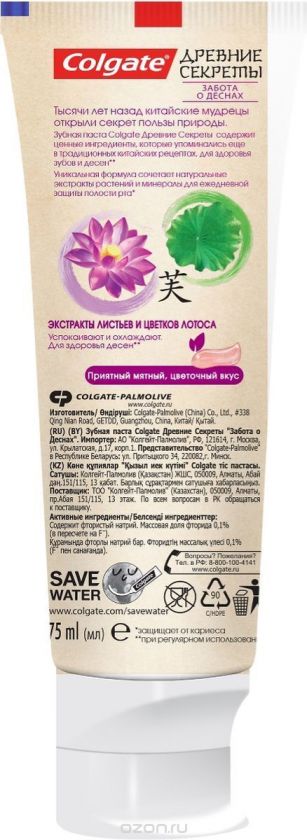 Colgate®
ДРЕВНИЕ
СЕКРЕТЫ
ЗАБОТА
О ДЕСНАХ
Тысячи лет назад китайские мудрецы
открыли секрет пользы природы.
Зубная паста Colgate Древние Секреты содержит
ценные ингредиенты, которые упоминались еще
в традиционных китайских рецептах, для здоровья
зубов и десен**
Уникальная формула сочетает натуральные
экстракты растений и минералы для ежедневной
защиты полости рта*
芙
ЭКСТРАКТЫ ЛИСТЬЕВ И ЦВЕТКОВ ЛОТОСА
Успокаивают и охлаждают.
Для здоровья десен**
Приятный мятный, цветочный вкус
COLGATE-PALMOLIVE
www.colgate.com
Изготовитель/ Өндіруші: Colgate-Palmolive (China) Co., Ltd., #338
Qing Nian Road, GETDD, Guangzhou, China, Китай/ Қытай.
(RU) (BY) Зубная паста Colgate Древние Секреты "Забота о
Деснах". Импортер: АО "Колгейт-Палмолив", РФ, 121614, г. Москва,
ул. Крылатская, д.17, корп.1. Представительство "Colgate-Palmolive"
в Республике Беларусь: ул. Притыцкого 34, 220082,г. Минск.
(KZ) Көне құпиялар "Қызыл иек күтімі" Colgate тіс пастасы.
Сатушы: Колгейт-Палмолив (Қазақстан) ЖШС, 050009, Алматы, Абай
даң.151/115, 13 қабат. Барлық сұрақтармен сатушыға хабарласыңыз.
Поставщик: ТОО "Колгейт-Палмолив" (Казахстан), 050009, Алматы,
пр.Абая 151/115, 13 этаж. По всем вопросам в РК обращаться
к поставщику.
Активные ингредиенты/ Белсенді ингредиенттер:
Содержит фтористый натрий. Массовая доля фторида 0,1%
(в пересчете на F⁻).
Құрамында фторлы натрий бар. Фторидтің массалық үлесі 0,1%
(F⁻ пен санағанда).
Вопросы? Пожелания?
Тел. в РФ: 8-800-100-4141
www.colgate.ru
SAVE
WATER
Colgate
www.colgate.com/savewater
90
C/HDPE
75 ml (мл) ℮
*защищает от кариеса
**при регулярном использовани
ozon.ru